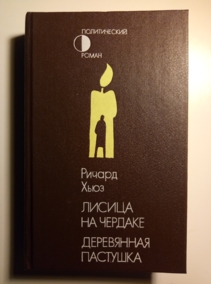 ПОЛИТИЧЕСКИЙ
РОМАН
Ричард
Хьюз
ЛИСИЦА
НА ЧЕРДАКЕ
ДЕРЕВЯННАЯ
ПАСТУШКА